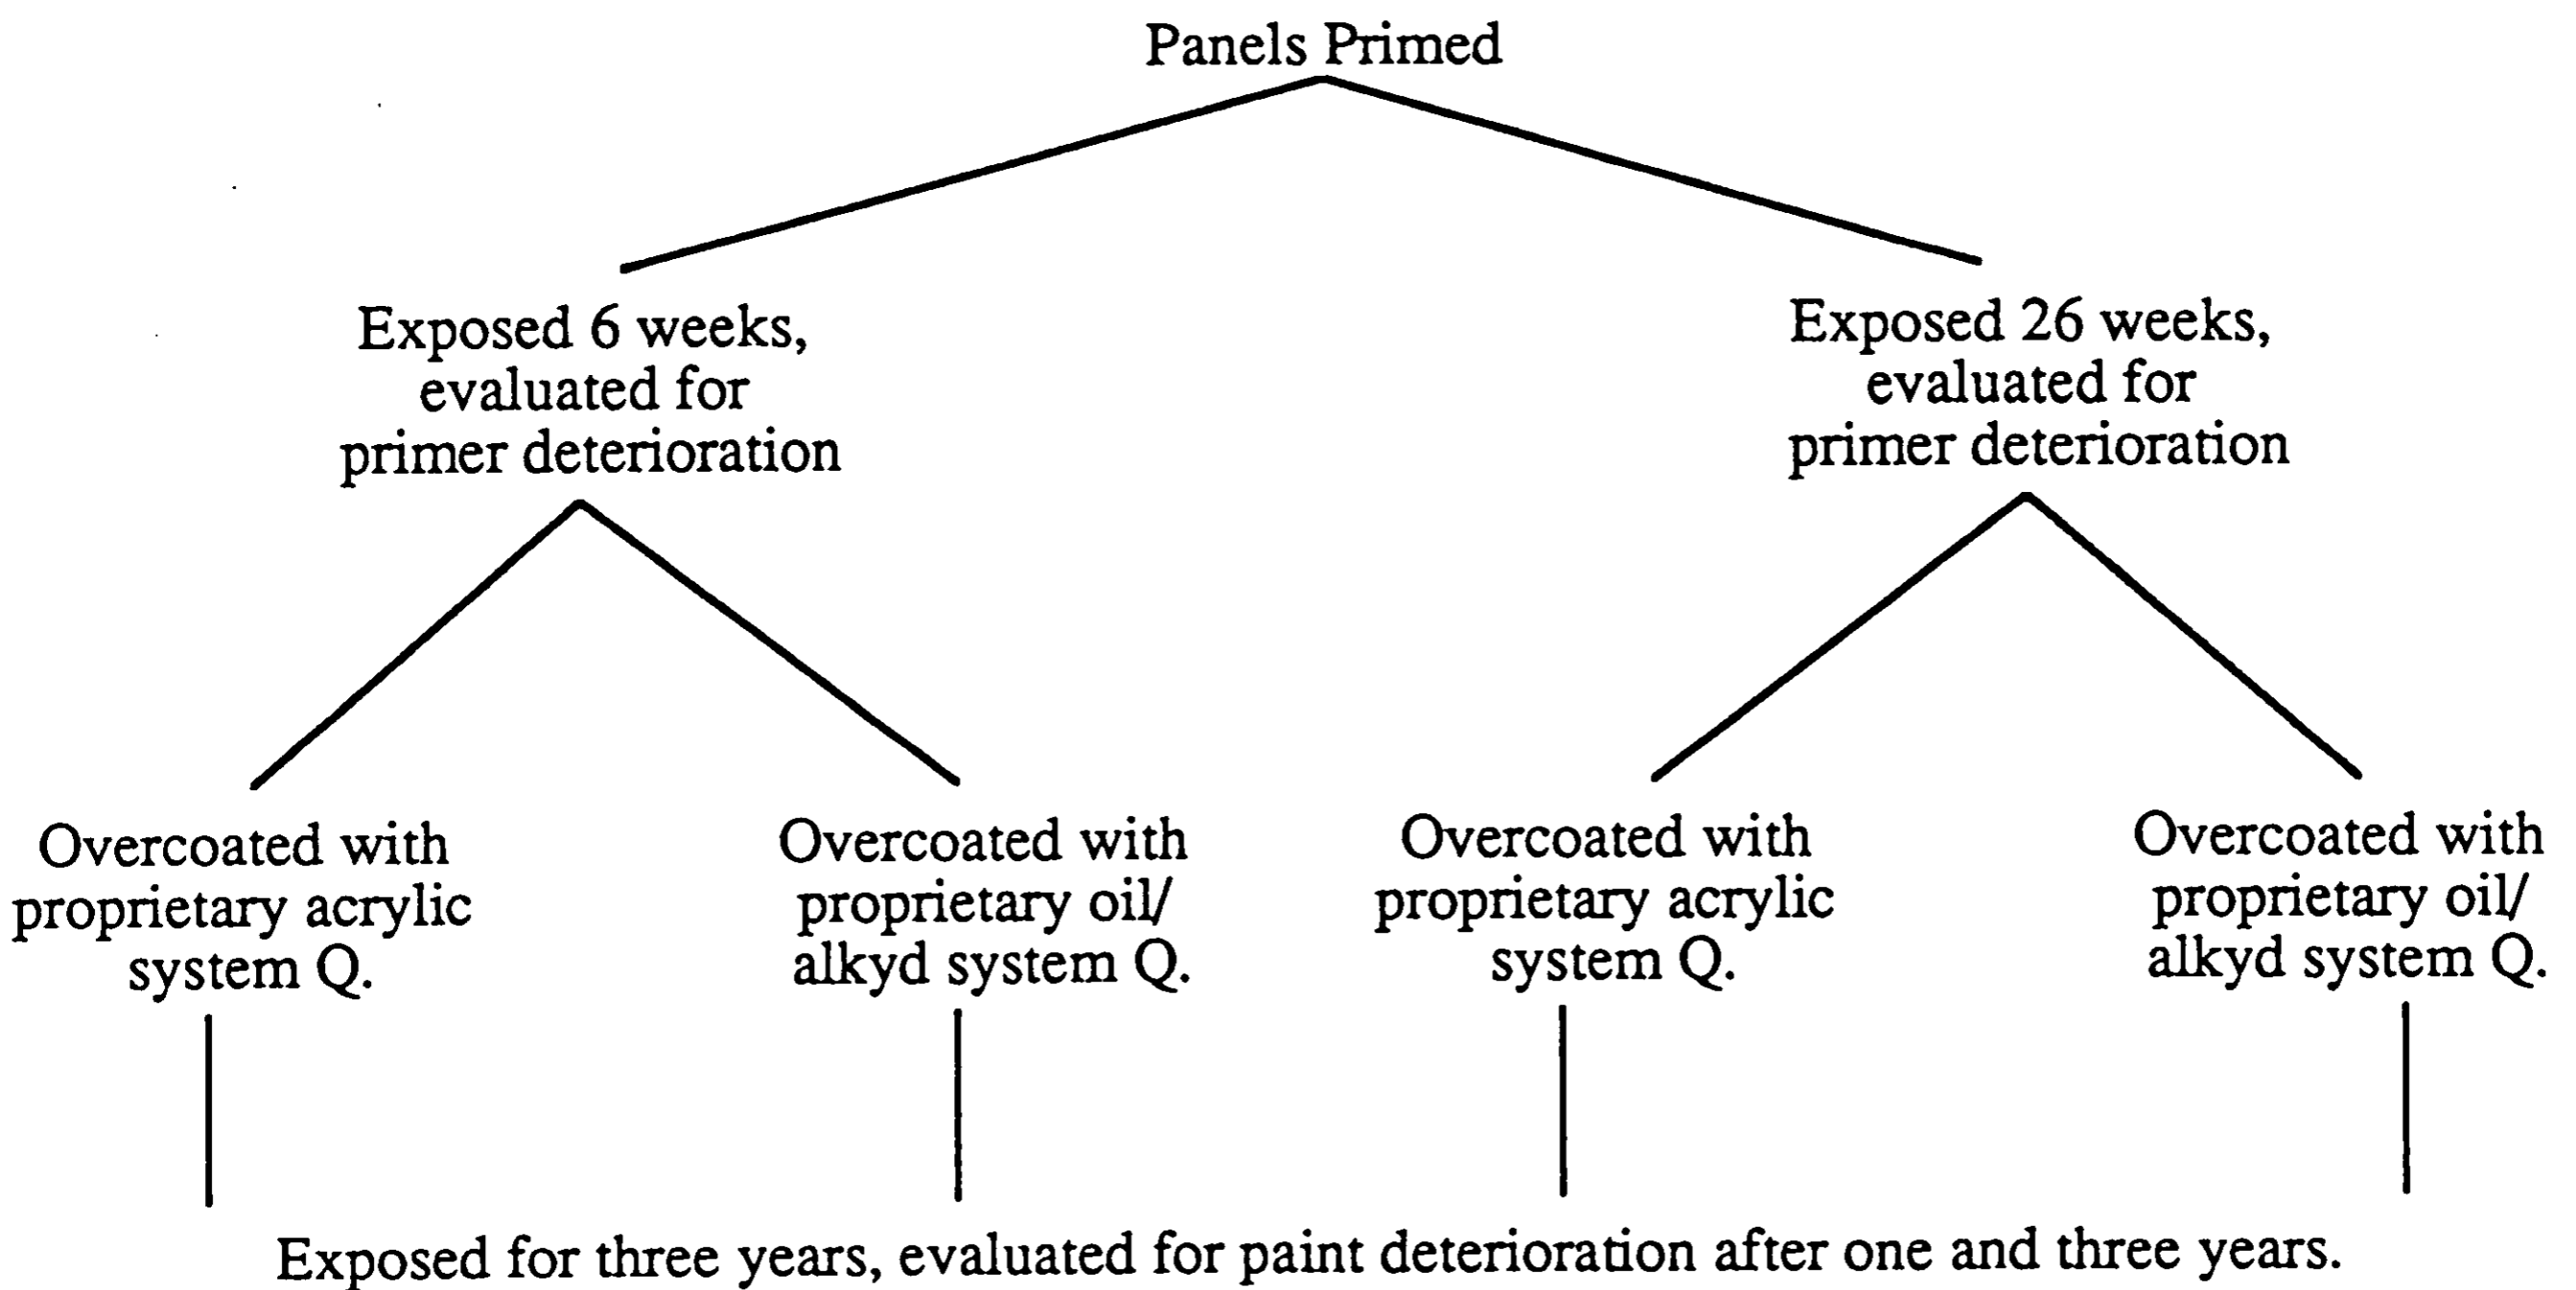 Panels Primed
Exposed 6 weeks,
evaluated for
primer deterioration
Exposed 26 weeks,
evaluated for
primer deterioration
Overcoated with
proprietary acrylic
system Q.
Overcoated with
proprietary oil/
alkyd system Q.
Overcoated with
proprietary acrylic
system Q.
Overcoated with
proprietary oil/
alkyd system Q.
Exposed for three years, evaluated for paint deterioration after one and three years.